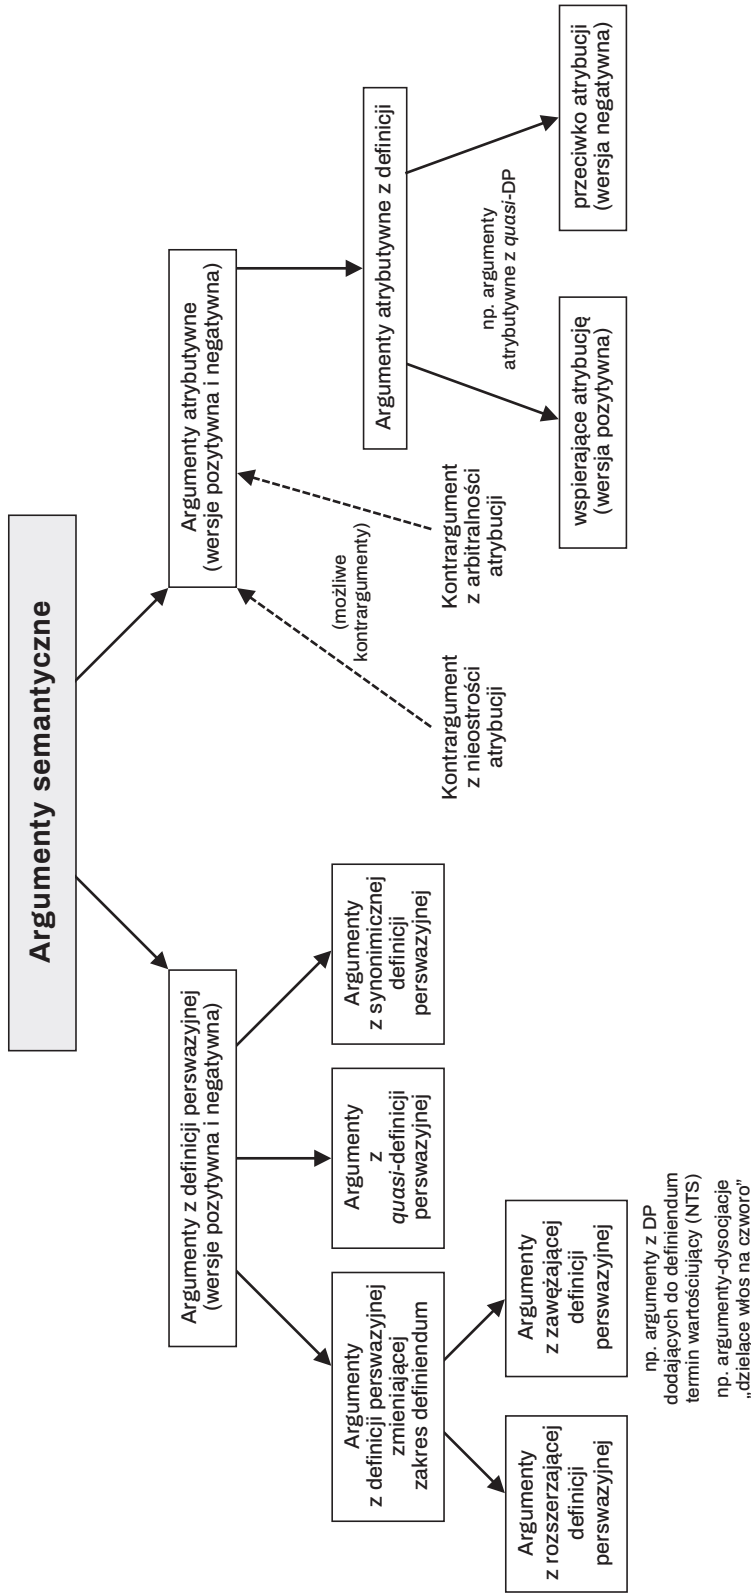 Argumenty semantyczne
Argumenty z definicji perswazyjnej
(wersje pozytywna i negatywna)
Argumenty atrybutywne
(wersje pozytywna i negatywna)
Argumenty
z definicji perswazyjnej
zmieniającej
zakres definiendum
Argumenty
z
quasi-definicji
perswazyjnej
Argumenty
z synonimicznej
definicji
perswazyjnej
(możliwe
kontrargumenty)
Argumenty atrybutywne z definicji
Kontrargument
z nieostrości
atrybucji
Kontrargument
z arbitralności
atrybucji
np. argumenty
atrybutywne z quasi-DP
Argumenty
z rozszerzającej
definicji
perswazyjnej
Argumenty
z zawężającej
definicji
perswazyjnej
wspierające atrybucję
(wersja pozytywna)
przeciwko atrybucji
(wersja negatywna)
np. argumenty z DP
dodających do definiendum
termin wartościujący (NTS)
np. argumenty-dysocjacje
„dzielące włos na czworo”